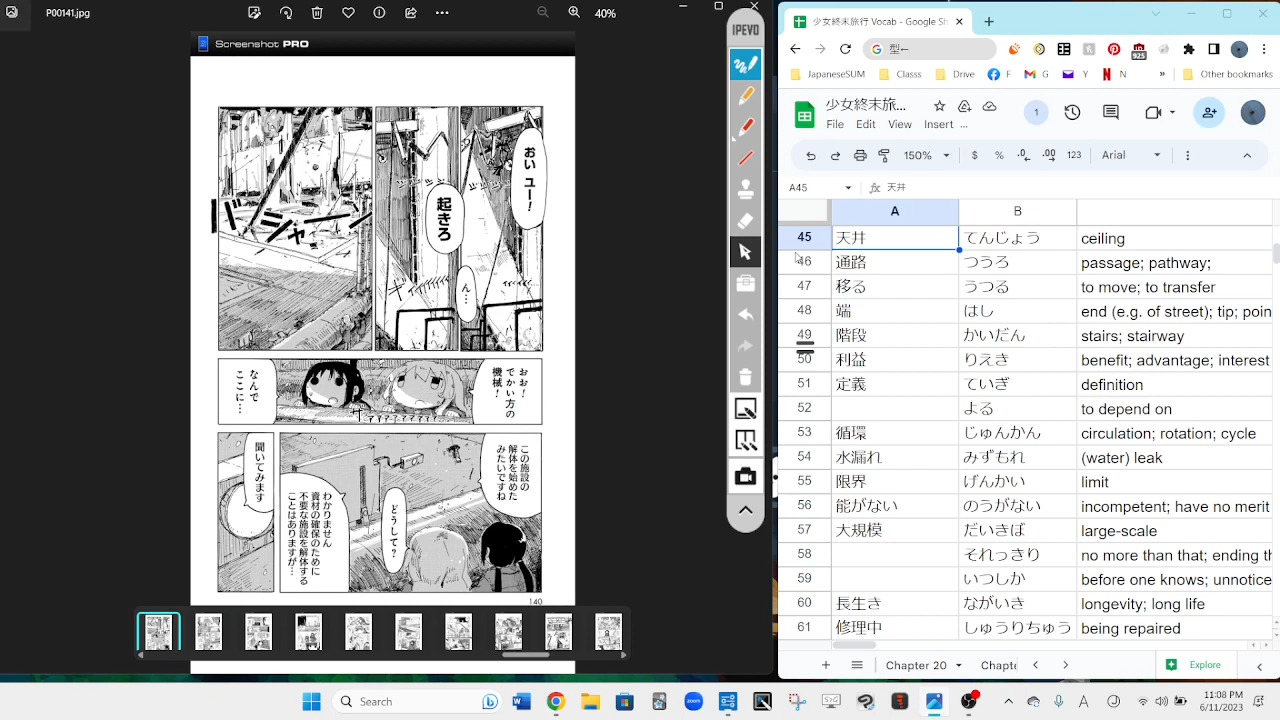 P00141.jpg
40%
Screenshot PRO
おい ユー!
起きろ
ん…
バシャー
おお!
でかい方の
機械!
なんで
ここに…
この施設の
解体を始めた
みたいですね
どうして?
わかりません
資材の確保のために
不要な施設を解体する
ことはありますが…
聞いてみます
140
IPEVO
少女終末旅行 Vocab - Google Sh
型←
925
JapaneseSUM
Classs
Drive
F
G
Y
N
»
Other bookmarks
少女終末旅...
1
File Edit View Insert ...
150%
$ % .0 .00 123 Arial
A45
fx 天井
A B
45 天井 てんじょう ceiling
46 通路 つうろ passage; pathway;
47 移る うつる to move; to transfer
48 端 はし end (e.g. of street); tip; poin
49 階段 かいだん stairs; stairway
50 利益 りえき benefit; advantage; interest
51 定義 ていぎ definition
52 よる to depend on
53 循環 じゅんかん circulation; rotation; cycle
54 水漏れ みずもれ (water) leak
55 限界 げんかい limit
56 能がない のうがない incompetent; have no merit
57 大規模 だいきぼ large-scale
58 それっきり no more than; ending th
59 いつしか before one knows; unnotice
60 長生き ながいき longevity; long life
61 修理中 しゅうりちゅう being repaired
Chapter 20
Chapte
Explore
Search
zoom
A
11:08 PM
6/11/2023